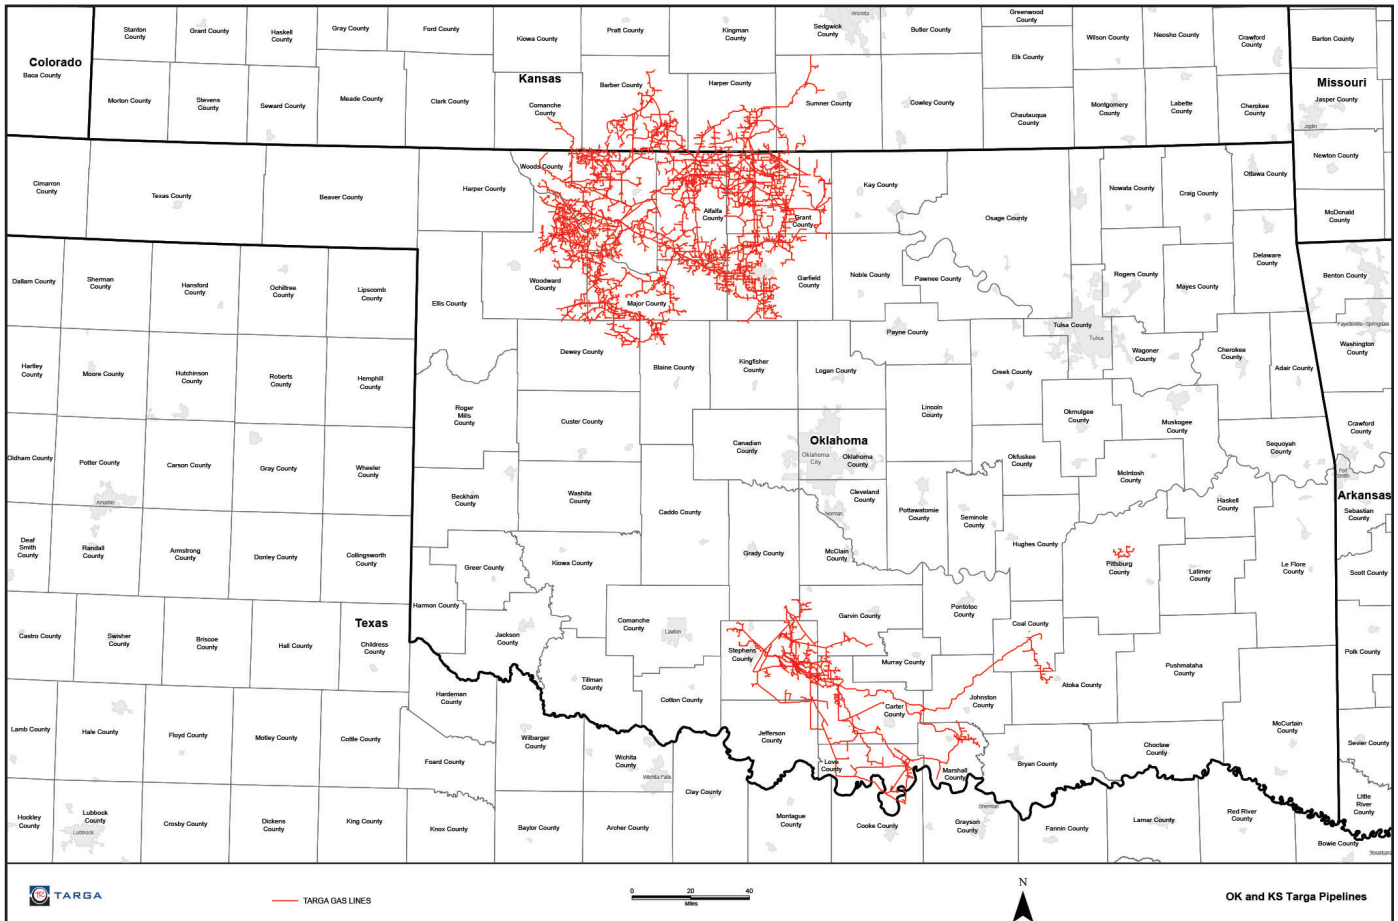 Stanton
County
Grant County
Haskell
County
Gray County
Ford County
Kiowa County
Pratt County
Kingman
County
Sedgwick
County
Wichita
Butler County
Greenwood
County
Elk County
Wilson County
Neosho County
Crawford
County
Barton County
Colorado
Baca County
Morton County
Stevens
County
Seward County
Meade County
Clark County
Kansas
Comanche
County
Barber County
Harper County
Sumner County
Cowley County
Chautauqua
County
Montgomery
County
Labette
County
Cherokee
County
Missouri
Jasper County
Joplin
Newton County
McDonald
County
Cimarron
County
Texas County
Beaver County
Harper County
Woods County
Alfalfa
County
Grant
County
Kay County
Osage County
Nowata County
Craig County
Ottawa County
Delaware
County
Dallam County
Sherman
County
Hansford
County
Ochiltree
County
Lipscomb
County
Ellis County
Woodward
County
Major County
Garfield
County
Noble County
Pawnee County
Rogers County
Mayes County
Benton County
Fayetteville-Springdale
Washington
County
Hartley
County
Moore County
Hutchinson
County
Roberts
County
Hemphill
County
Dewey County
Blaine County
Kingfisher
County
Logan County
Payne County
Creek County
Tulsa County
Tulsa
Wagoner
County
Cherokee
County
Adair County
Roger
Mills
County
Custer County
Canadian
County
Oklahoma
Oklahoma
City
Oklahoma
County
Lincoln
County
Okmulgee
County
Muskogee
County
Sequoyah
County
Crawford
County
Fort
Smith
Oldham County
Potter County
Amarillo
Carson County
Gray County
Wheeler
County
Beckham
County
Washita
County
Caddo County
Cleveland
County
Norman
Pottawatomie
County
Seminole
County
Okfuskee
County
McIntosh
County
Haskell
County
Arkansas
Sebastian
County
Deaf
Smith
County
Randall
County
Armstrong
County
Donley County
Collingsworth
County
Greer County
Kiowa County
Grady County
McClain
County
Hughes County
Pittsburg
County
Latimer
County
Le Flore
County
Scott County
Harmon County
Texas
Castro County
Swisher
County
Briscoe
County
Hall County
Childress
County
Jackson
County
Comanche
County
Lawton
Stephens
County
Garvin County
Pontotoc
County
Coal County
Murray County
Polk County
Tillman
County
Cotton County
Carter
County
Johnston
County
Atoka County
Pushmataha
County
Hardeman
County
Lamb County
Hale County
Floyd County
Motley County
Cottle County
Foard County
Wilbarger
County
Wichita
County
Wichita Falls
Jefferson
County
Love
County
Marshall
County
Bryan County
Choctaw
County
McCurtain
County
Sevier County
Hockley
County
Lubbock
County
Lubbock
Crosby County
Dickens
County
King County
Knox County
Baylor County
Archer County
Clay County
Montague
County
Cooke County
Grayson
County
Sherman
Fannin County
Lamar County
Red River
County
Little
River
County
Bowie County
Texarkana
TRC TARGA
TARGA GAS LINES
0 20 40
Miles
N
OK and KS Targa Pipelines